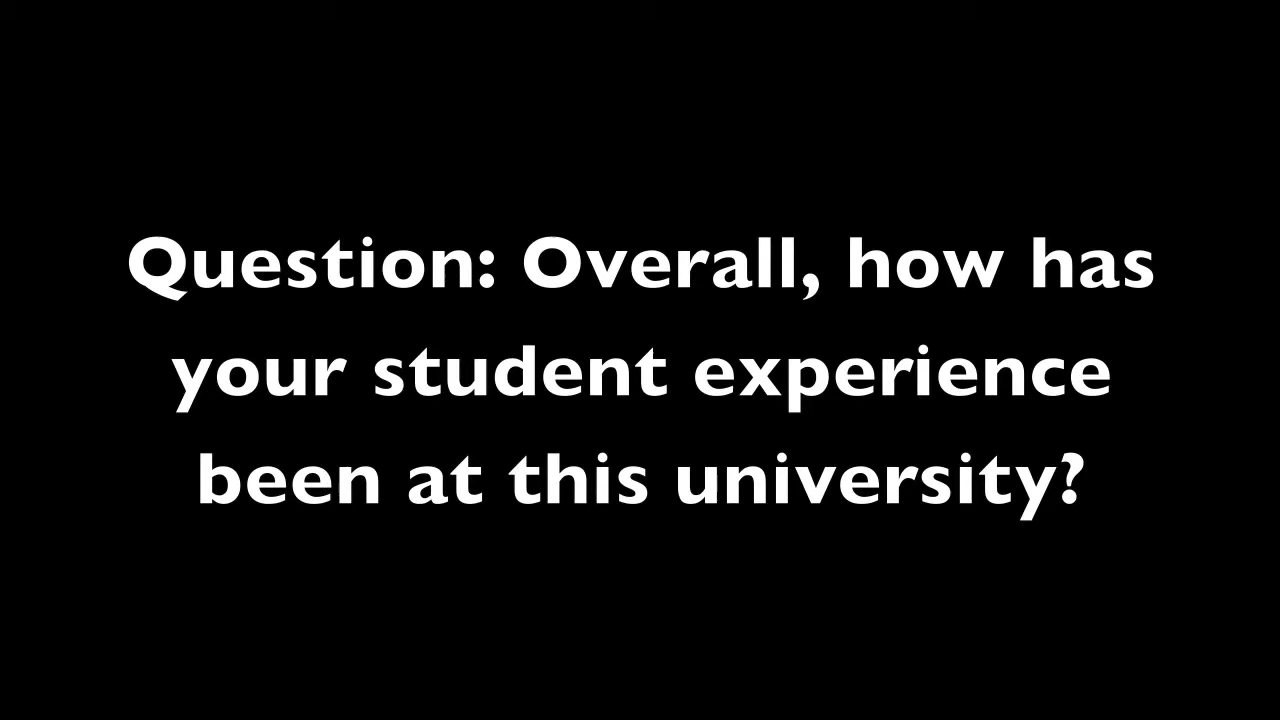 Question: Overall, how has
your student experience
been at this university?